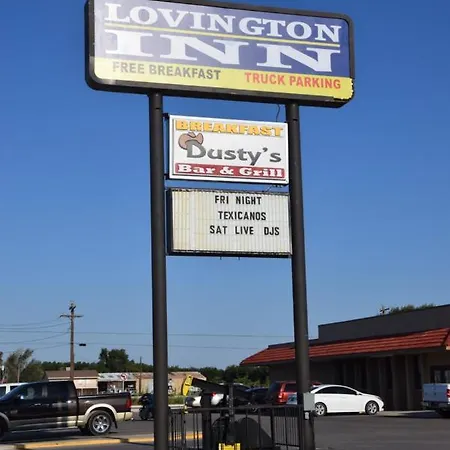 LOVINGTON
INN
FREE BREAKFAST TRUCK PARKING
BREAKFAST
Dusty's
Bar & Grill
FRI NIGHT
TEXICANOS
SAT LIVE DJS